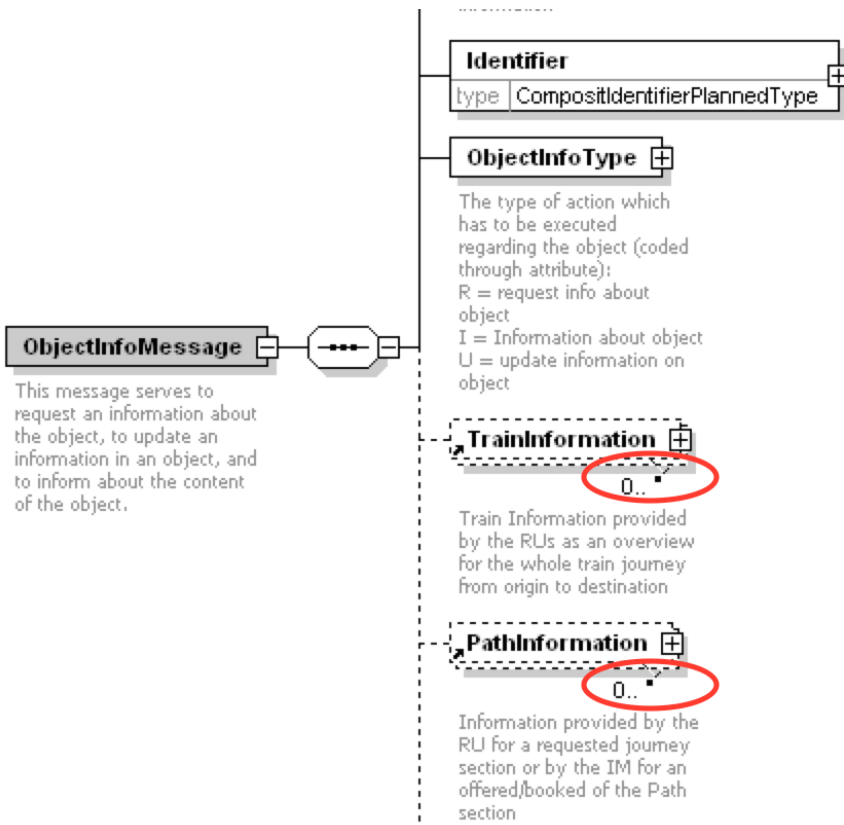 Identifier
type CompositIdentifierPlannedType
ObjectInfoType
The type of action which
has to be executed
regarding the object (coded
through attribute):
R = request info about
object
I = Information about object
U = update information on
object
ObjectInfoMessage
This message serves to
request an information about
the object, to update an
information in an object, and
to inform about the content
of the object.
TrainInformation
0..
Train Information provided
by the RUs as an overview
for the whole train journey
from origin to destination
PathInformation
0..
Information provided by the
RU for a requested journey
section or by the IM for an
offered/booked of the Path
section